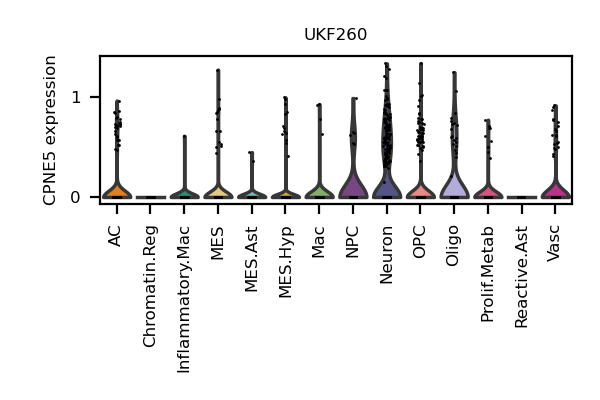 UKF260
CPNE5 expression
1
0
AC
Chromatin.Reg
Inflammatory.Mac
MES
MES.Ast
MES.Hyp
Mac
NPC
Neuron
OPC
Oligo
Prolif.Metab
Reactive.Ast
Vasc